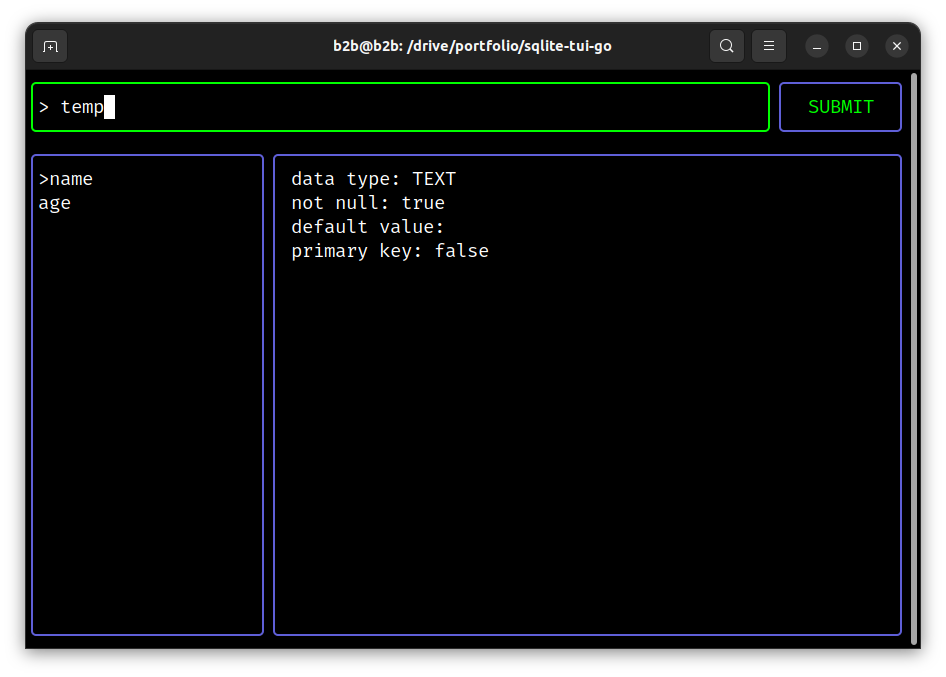 b2b@b2b: /drive/portfolio/sqlite-tui-go
> temp
SUBMIT
>name
age
data type: TEXT
not null: true
default value:
primary key: false